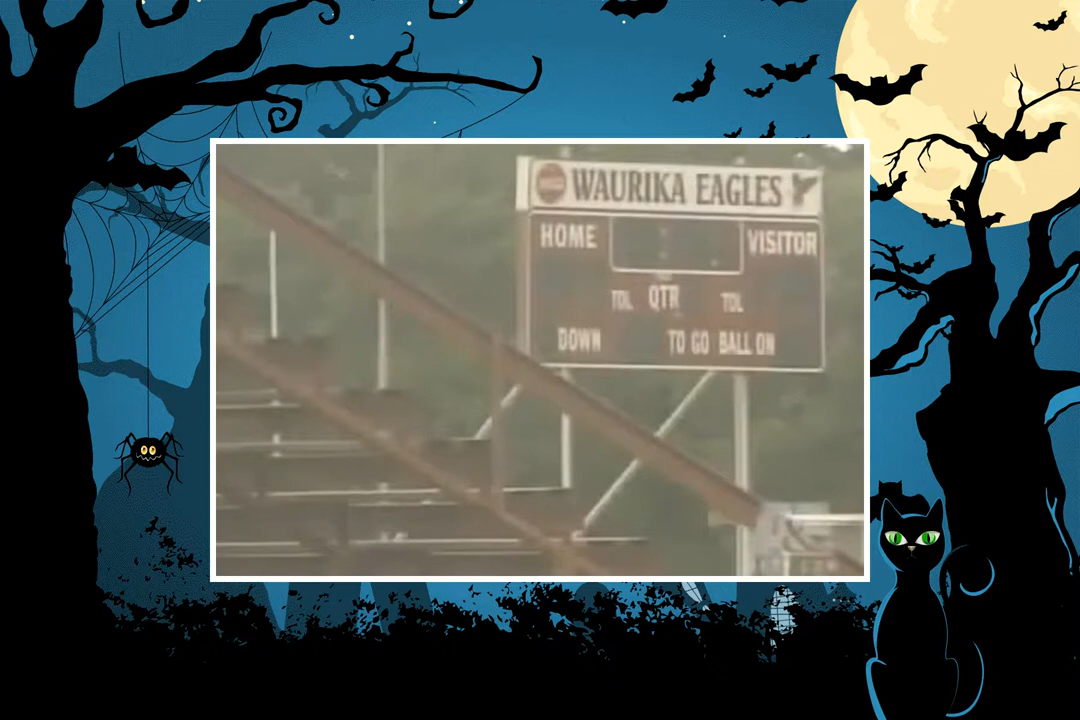 WAURIKA EAGLES
HOME VISITOR
TOL QTR TOL
DOWN TO GO BALL ON